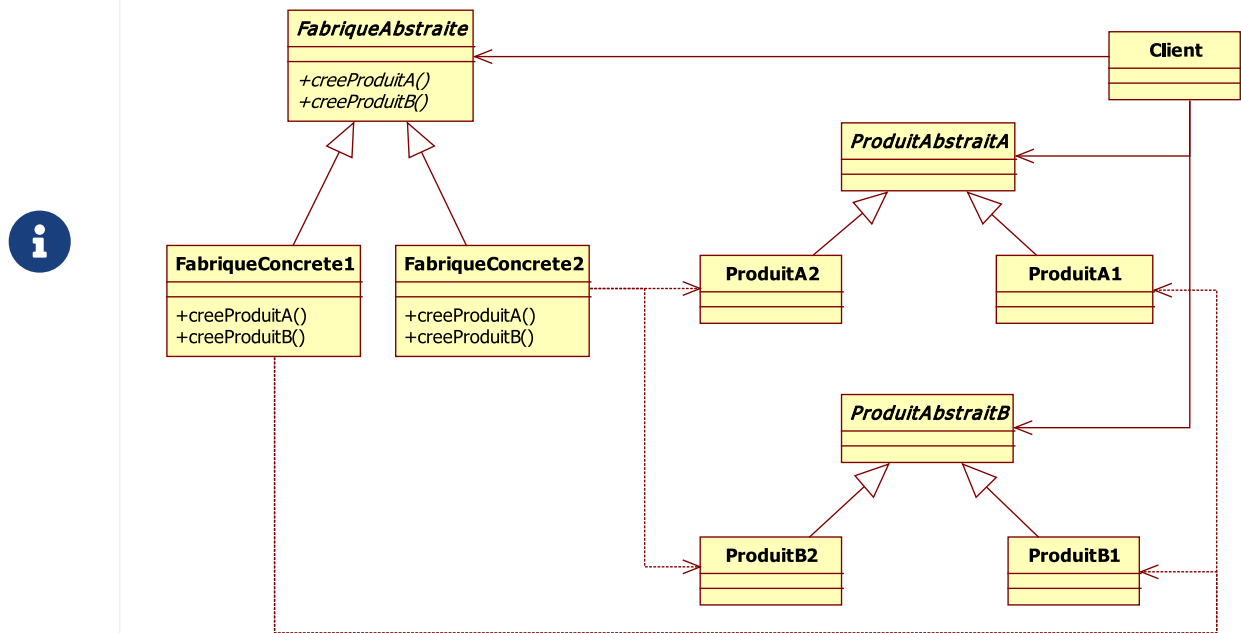 FabriqueAbstraite
+creeProduitA()
+creeProduitB()
Client
ProduitAbstraitA
FabriqueConcrete1
+creeProduitA()
+creeProduitB()
FabriqueConcrete2
+creeProduitA()
+creeProduitB()
ProduitA2
ProduitA1
ProduitAbstraitB
ProduitB2
ProduitB1